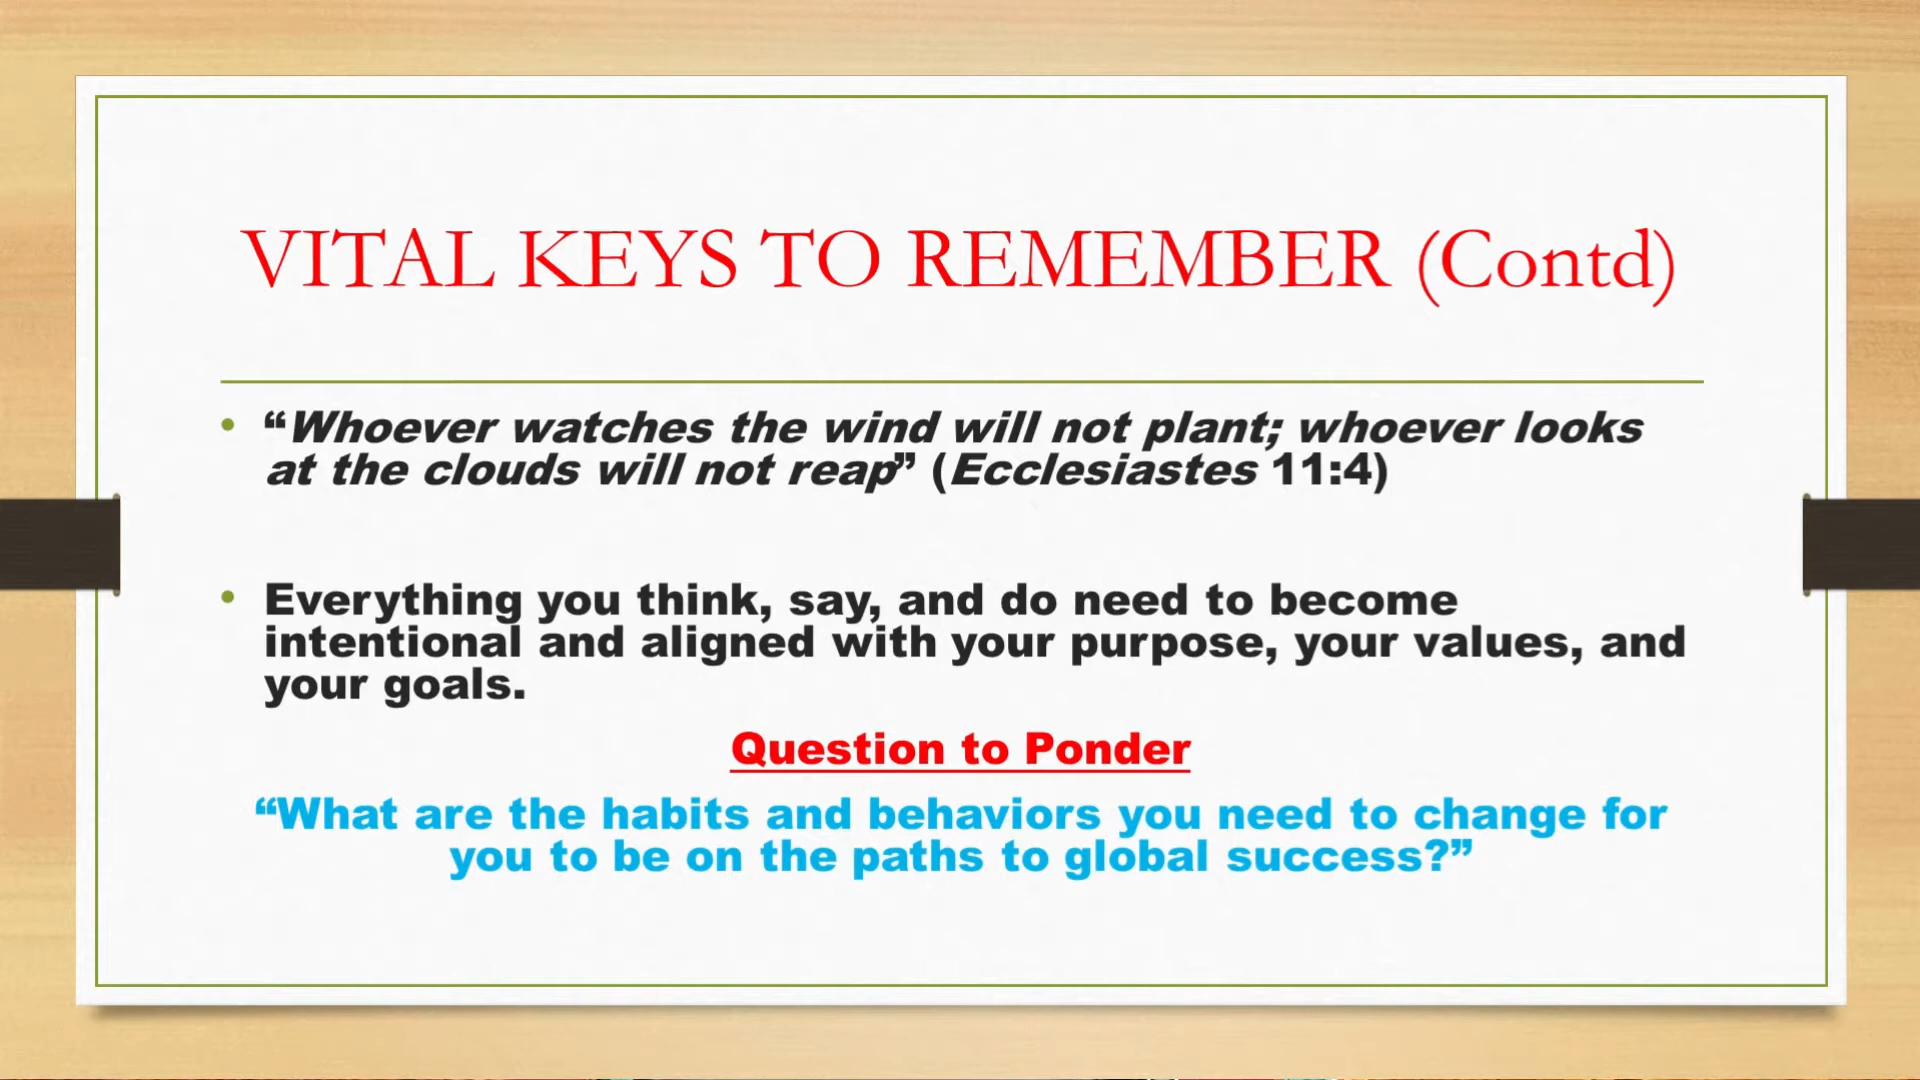 VITAL KEYS TO REMEMBER (Contd)
• “Whoever watches the wind will not plant; whoever looks
at the clouds will not reap” (Ecclesiastes 11:4)
• Everything you think, say, and do need to become
intentional and aligned with your purpose, your values, and
your goals.
Question to Ponder
“What are the habits and behaviors you need to change for
you to be on the paths to global success?”